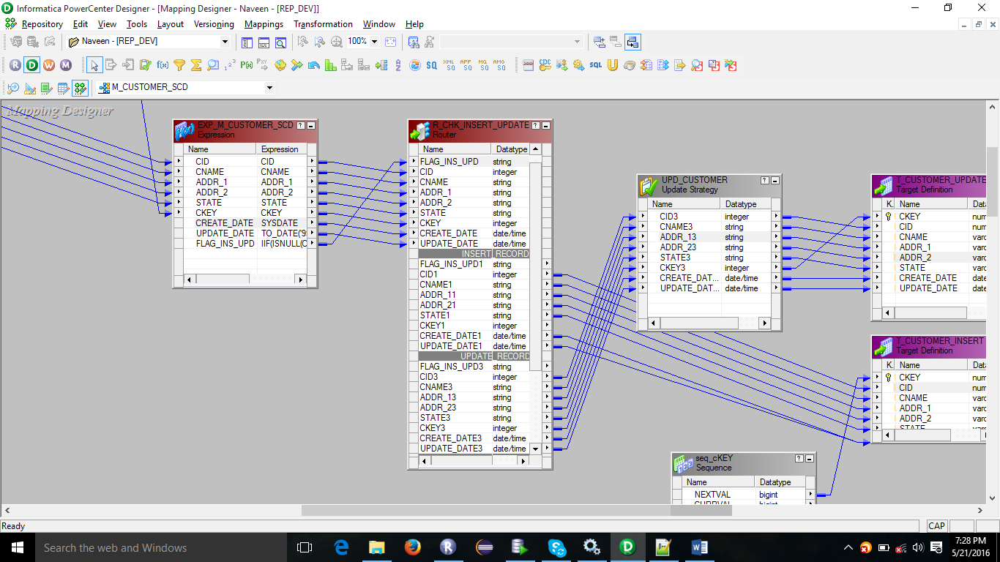 Informatica PowerCenter Designer - [Mapping Designer - Naveen - [REP_DEV]]
Repository Edit View Tools Layout Versioning Mappings Transformation Window Help
Naveen - [REP_DEV]
100%
M_CUSTOMER_SCD
Mapping Designer
EXP_M_CUSTOMER_SCD
Expression
Name Expression
CID CID
CNAME CNAME
ADDR_1 ADDR_1
ADDR_2 ADDR_2
STATE STATE
CKEY CKEY
CREATE_DATE SYSDATE
UPDATE_DATE TO_DATE('9
FLAG_INS_UPD IIF(ISNULL(C
R_CHK_INSERT_UPDATE
Router
Name Datatype
FLAG_INS_UPD string
CID integer
CNAME string
ADDR_1 string
ADDR_2 string
STATE string
CKEY integer
CREATE_DATE date/time
UPDATE_DATE date/time
INSERT_RECORD
FLAG_INS_UPD1 string
CID1 integer
CNAME1 string
ADDR_11 string
ADDR_21 string
STATE1 string
CKEY1 integer
CREATE_DATE1 date/time
UPDATE_DATE1 date/time
UPDATE_RECORD
FLAG_INS_UPD3 string
CID3 integer
CNAME3 string
ADDR_13 string
ADDR_23 string
STATE3 string
CKEY3 integer
CREATE_DATE3 date/time
UPDATE_DATE3 date/time
UPD_CUSTOMER
Update Strategy
Name Datatype
CID3 integer
CNAME3 string
ADDR_13 string
ADDR_23 string
STATE3 string
CKEY3 integer
CREATE_DAT... date/time
UPDATE_DAT... date/time
T_CUSTOMER_UPDATE
Target Definition
K. Name Data
CKEY num
CID num
CNAME varc
ADDR_1 varc
ADDR_2 varc
STATE varc
CREATE_DATE date
UPDATE_DATE date
T_CUSTOMER_INSERT
Target Definition
K. Name Data
CKEY num
CID num
CNAME varc
ADDR_1 varc
ADDR_2 varc
STATE varc
seq_cKEY
Sequence
Name Datatype
NEXTVAL bigint
CURRVAL bigint
Ready
CAP
Search the web and Windows
7:28 PM
5/21/2016